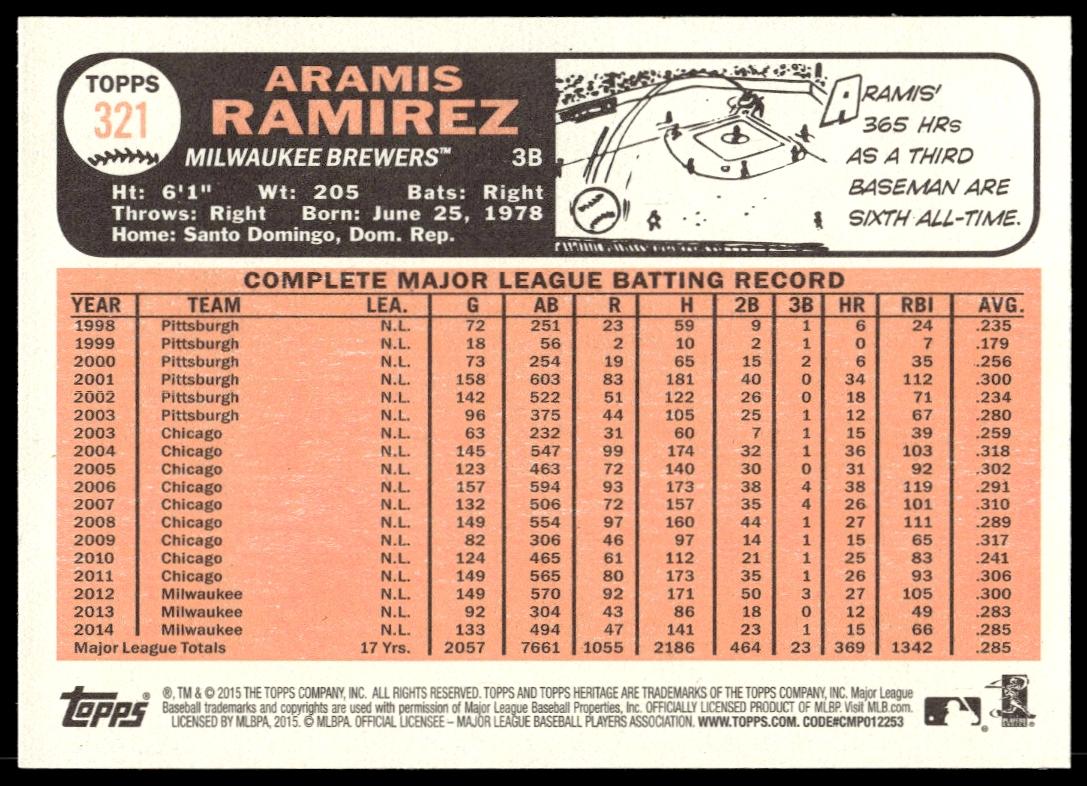 TOPPS
321
ARAMIS
RAMIREZ
MILWAUKEE BREWERS™ 3B
Ht: 6'1" Wt: 205 Bats: Right
Throws: Right Born: June 25, 1978
Home: Santo Domingo, Dom. Rep.
ARAMIS'
365 HRs
AS A THIRD
BASEMAN ARE
SIXTH ALL-TIME.
COMPLETE MAJOR LEAGUE BATTING RECORD
YEAR TEAM LEA. G AB R H 2B 3B HR RBI AVG.
1998 Pittsburgh N.L. 72 251 23 59 9 1 6 24 .235
1999 Pittsburgh N.L. 18 56 2 10 2 1 0 7 .179
2000 Pittsburgh N.L. 73 254 19 65 15 2 6 35 .256
2001 Pittsburgh N.L. 158 603 83 181 40 0 34 112 .300
2002 Pittsburgh N.L. 142 522 51 122 26 0 18 71 .234
2003 Pittsburgh N.L. 96 375 44 105 25 1 12 67 .280
2003 Chicago N.L. 63 232 31 60 7 1 15 39 .259
2004 Chicago N.L. 145 547 99 174 32 1 36 103 .318
2005 Chicago N.L. 123 463 72 140 30 0 31 92 .302
2006 Chicago N.L. 157 594 93 173 38 4 38 119 .291
2007 Chicago N.L. 132 506 72 157 35 4 26 101 .310
2008 Chicago N.L. 149 554 97 160 44 1 27 111 .289
2009 Chicago N.L. 82 306 46 97 14 1 15 65 .317
2010 Chicago N.L. 124 465 61 112 21 1 25 83 .241
2011 Chicago N.L. 149 565 80 173 35 1 26 93 .306
2012 Milwaukee N.L. 149 570 92 171 50 3 27 105 .300
2013 Milwaukee N.L. 92 304 43 86 18 0 12 49 .283
2014 Milwaukee N.L. 133 494 47 141 23 1 15 66 .285
Major League Totals 17 Yrs. 2057 7661 1055 2186 464 23 369 1342 .285
TOPPS®
®, TM & © 2015 THE TOPPS COMPANY, INC. ALL RIGHTS RESERVED. TOPPS AND TOPPS HERITAGE ARE TRADEMARKS OF THE TOPPS COMPANY, INC. Major League
Baseball trademarks and copyrights are used with permission of Major League Baseball Properties, Inc. OFFICIALLY LICENSED PRODUCT OF MLBP. Visit MLB.com.
LICENSED BY MLBPA, 2015. © MLBPA. OFFICIAL LICENSEE – MAJOR LEAGUE BASEBALL PLAYERS ASSOCIATION. WWW.TOPPS.COM. CODE#CMP012253